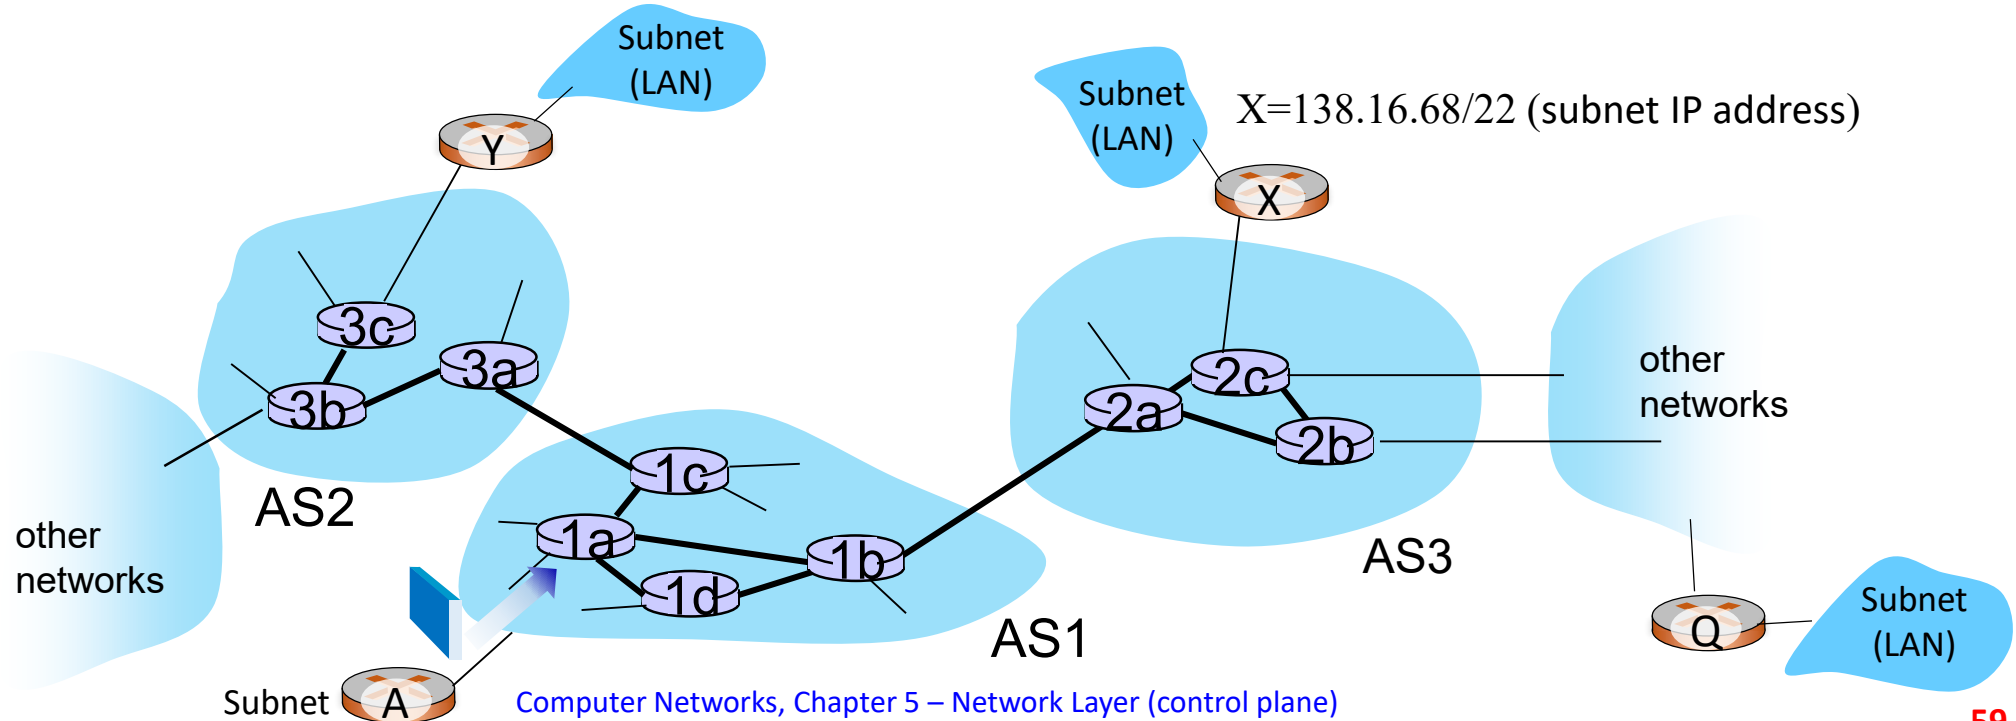 Subnet
(LAN)
Y
Subnet
(LAN)
X=138.16.68/22 (subnet IP address)
X
3c
3a
3b
2c
2a
2b
other
networks
1c
AS2
1a
1b
1d
AS3
other
networks
AS1
Q
Subnet
(LAN)
Subnet
A
Computer Networks, Chapter 5 – Network Layer (control plane)
59